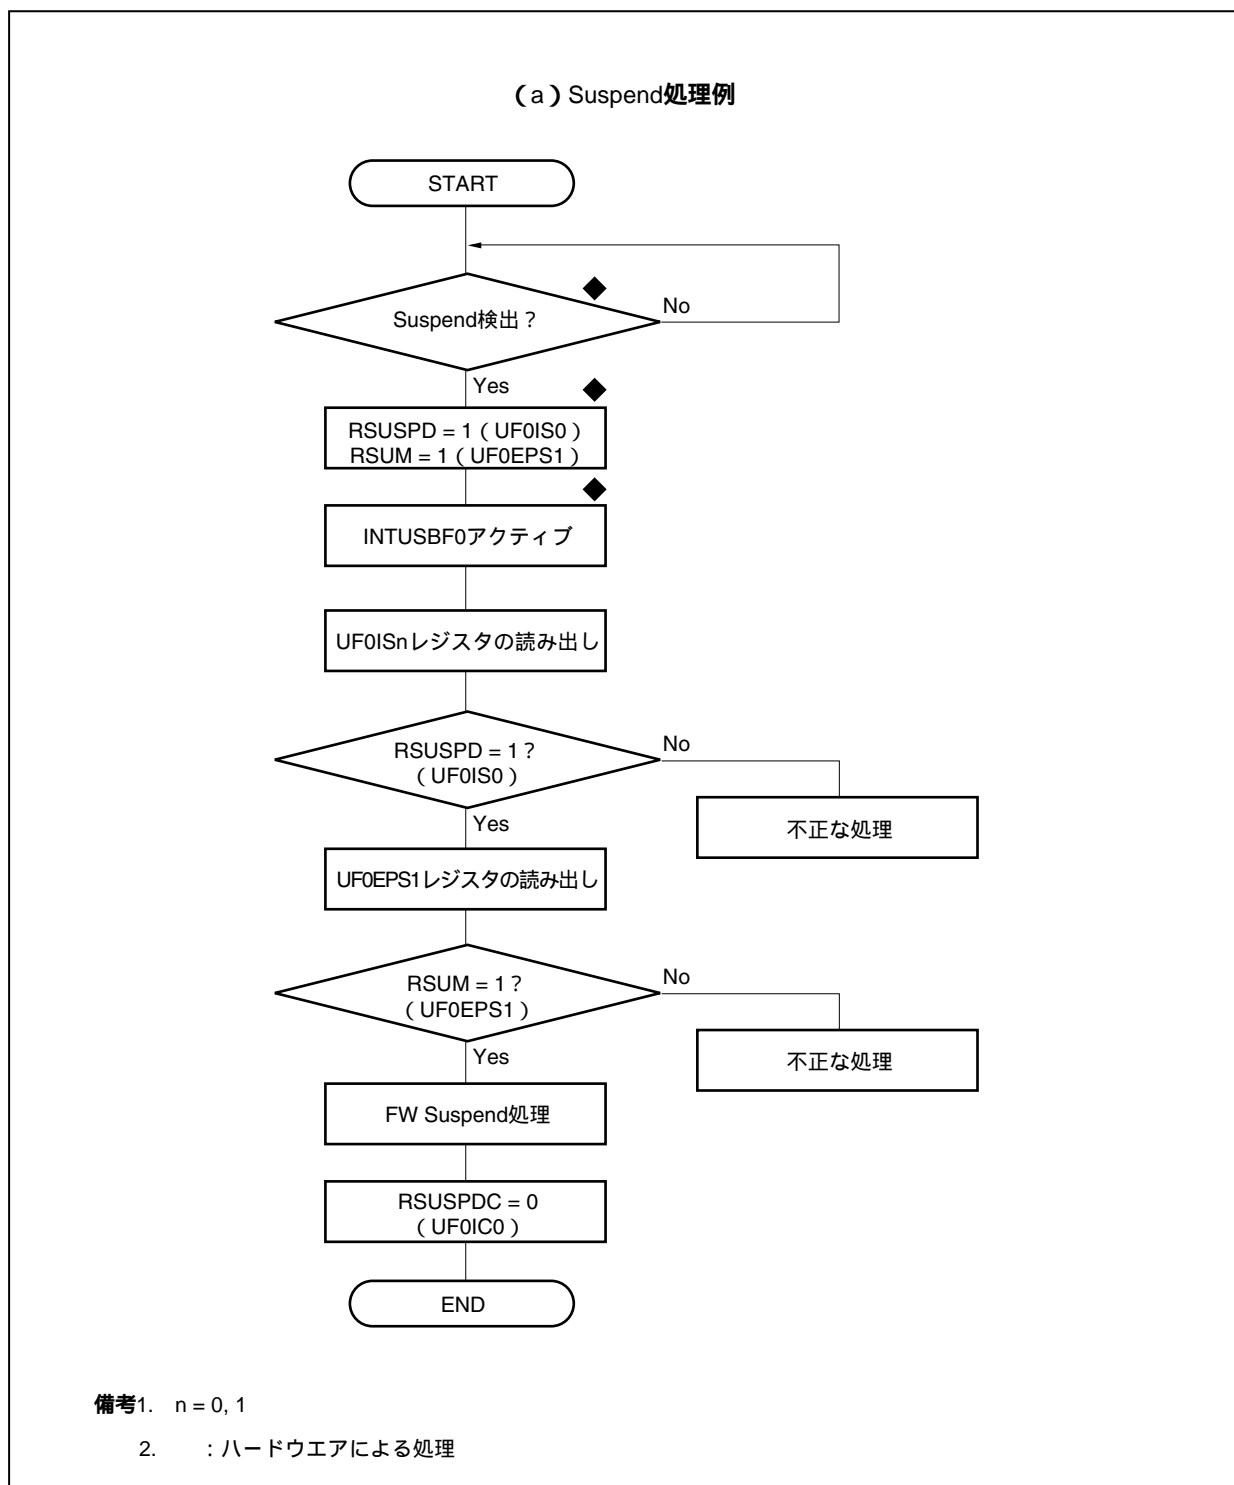 （a）Suspend処理例
START
Suspend検出？
No
Yes
RSUSPD = 1（UF0IS0）
RSUM = 1（UF0EPS1）
INTUSBF0アクティブ
UF0ISnレジスタの読み出し
RSUSPD = 1？
（UF0IS0）
No
Yes
不正な処理
UF0EPS1レジスタの読み出し
RSUM = 1？
（UF0EPS1）
No
Yes
不正な処理
FW Suspend処理
RSUSPDC = 0
（UF0IC0）
END
備考1. n = 0, 1
2. ：ハードウエアによる処理